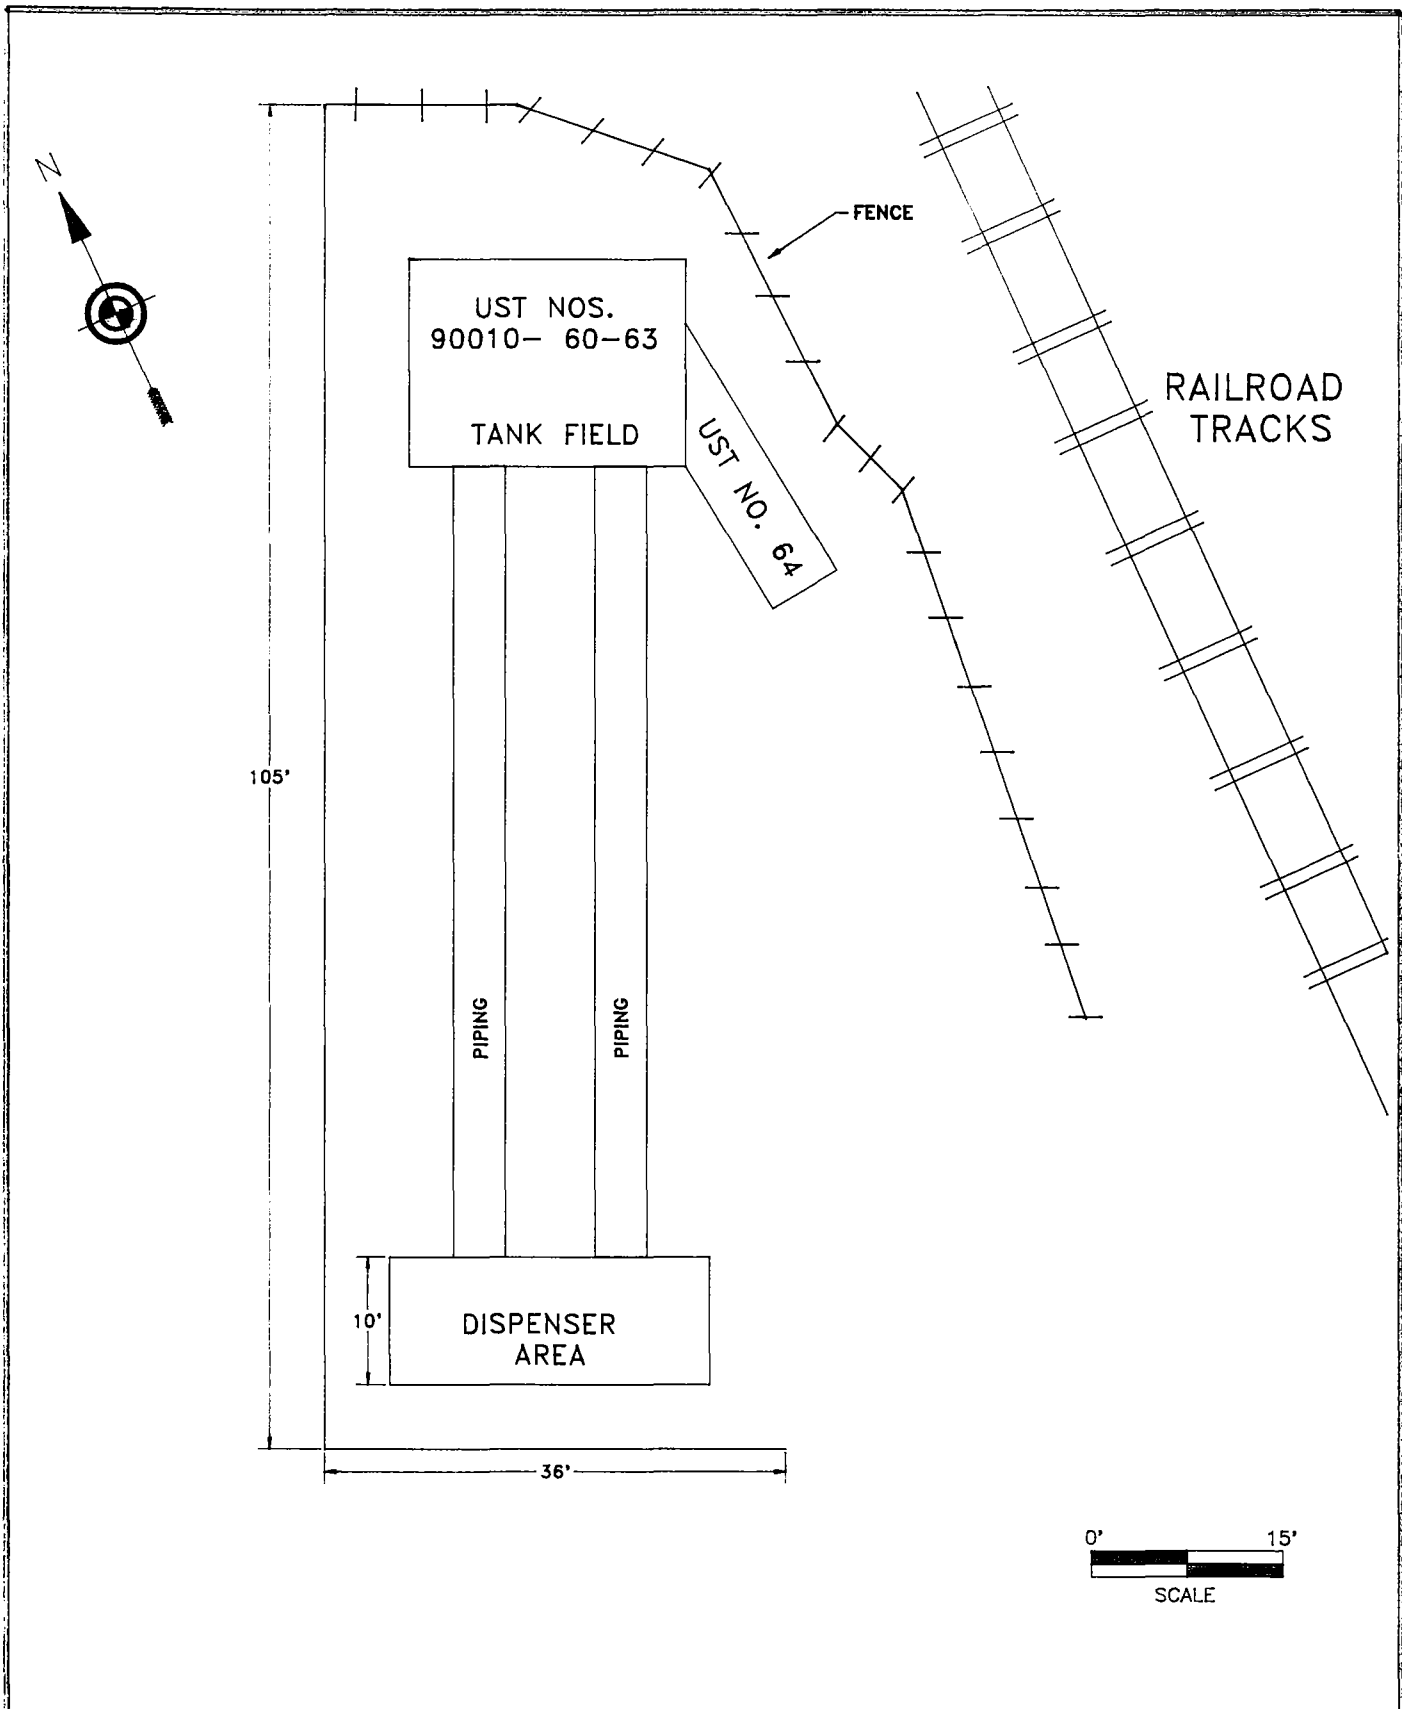 N
FENCE
UST NOS.
90010- 60-63
TANK FIELD
UST NO. 64
RAILROAD
TRACKS
105'
PIPING
PIPING
10'
DISPENSER
AREA
36'
0' 15'
SCALE